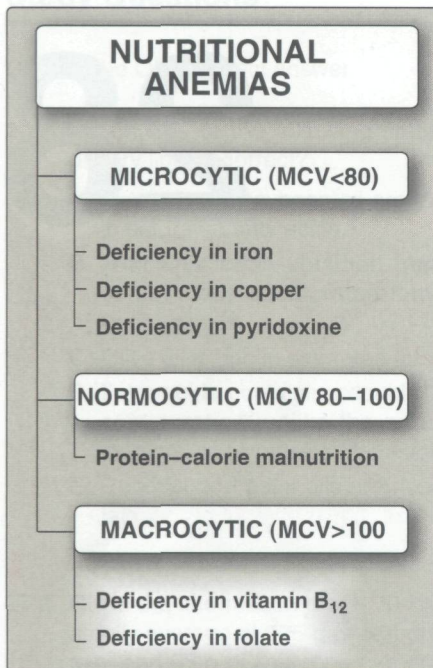 NUTRITIONAL
ANEMIAS
MICROCYTIC (MCV<80)
Deficiency in iron
Deficiency in copper
Deficiency in pyridoxine
NORMOCYTIC (MCV 80–100)
Protein–calorie malnutrition
MACROCYTIC (MCV>100
Deficiency in vitamin B₁₂
Deficiency in folate